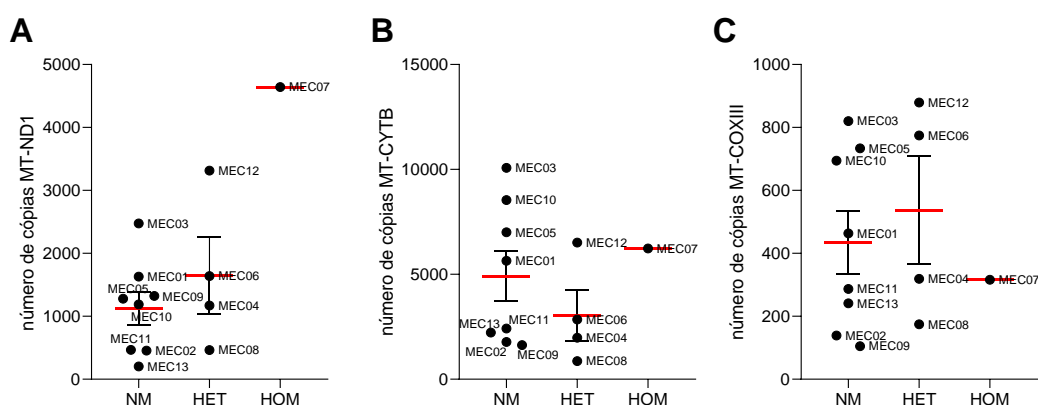 A
número de cópias MT-ND1
5000
4000
3000
2000
1000
0
MEC07
MEC12
MEC03
MEC01
MEC06
MEC05
MEC09
MEC04
MEC10
MEC11
MEC02
MEC08
MEC13
NM
HET
HOM
B
número de cópias MT-CYTB
15000
10000
5000
0
MEC03
MEC10
MEC05
MEC12
MEC07
MEC01
MEC13
MEC11
MEC06
MEC04
MEC02
MEC09
MEC08
NM
HET
HOM
C
número de cópias MT-COXIII
1000
800
600
400
200
0
MEC12
MEC03
MEC06
MEC05
MEC10
MEC01
MEC04
MEC07
MEC11
MEC13
MEC08
MEC02
MEC09
NM
HET
HOM